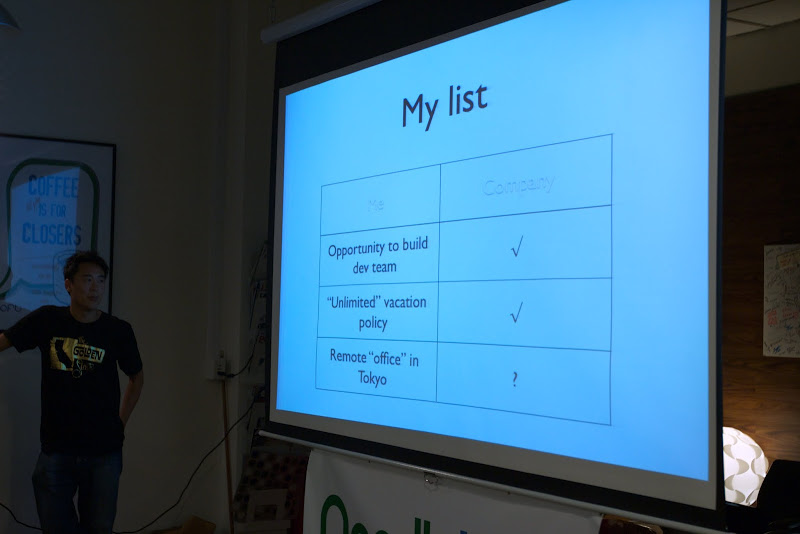 My list
Me
Company
Opportunity to build
dev team
√
“Unlimited” vacation
policy
√
Remote “office” in
Tokyo
?
COFFEE
IS FOR
CLOSERS
GOLDEN